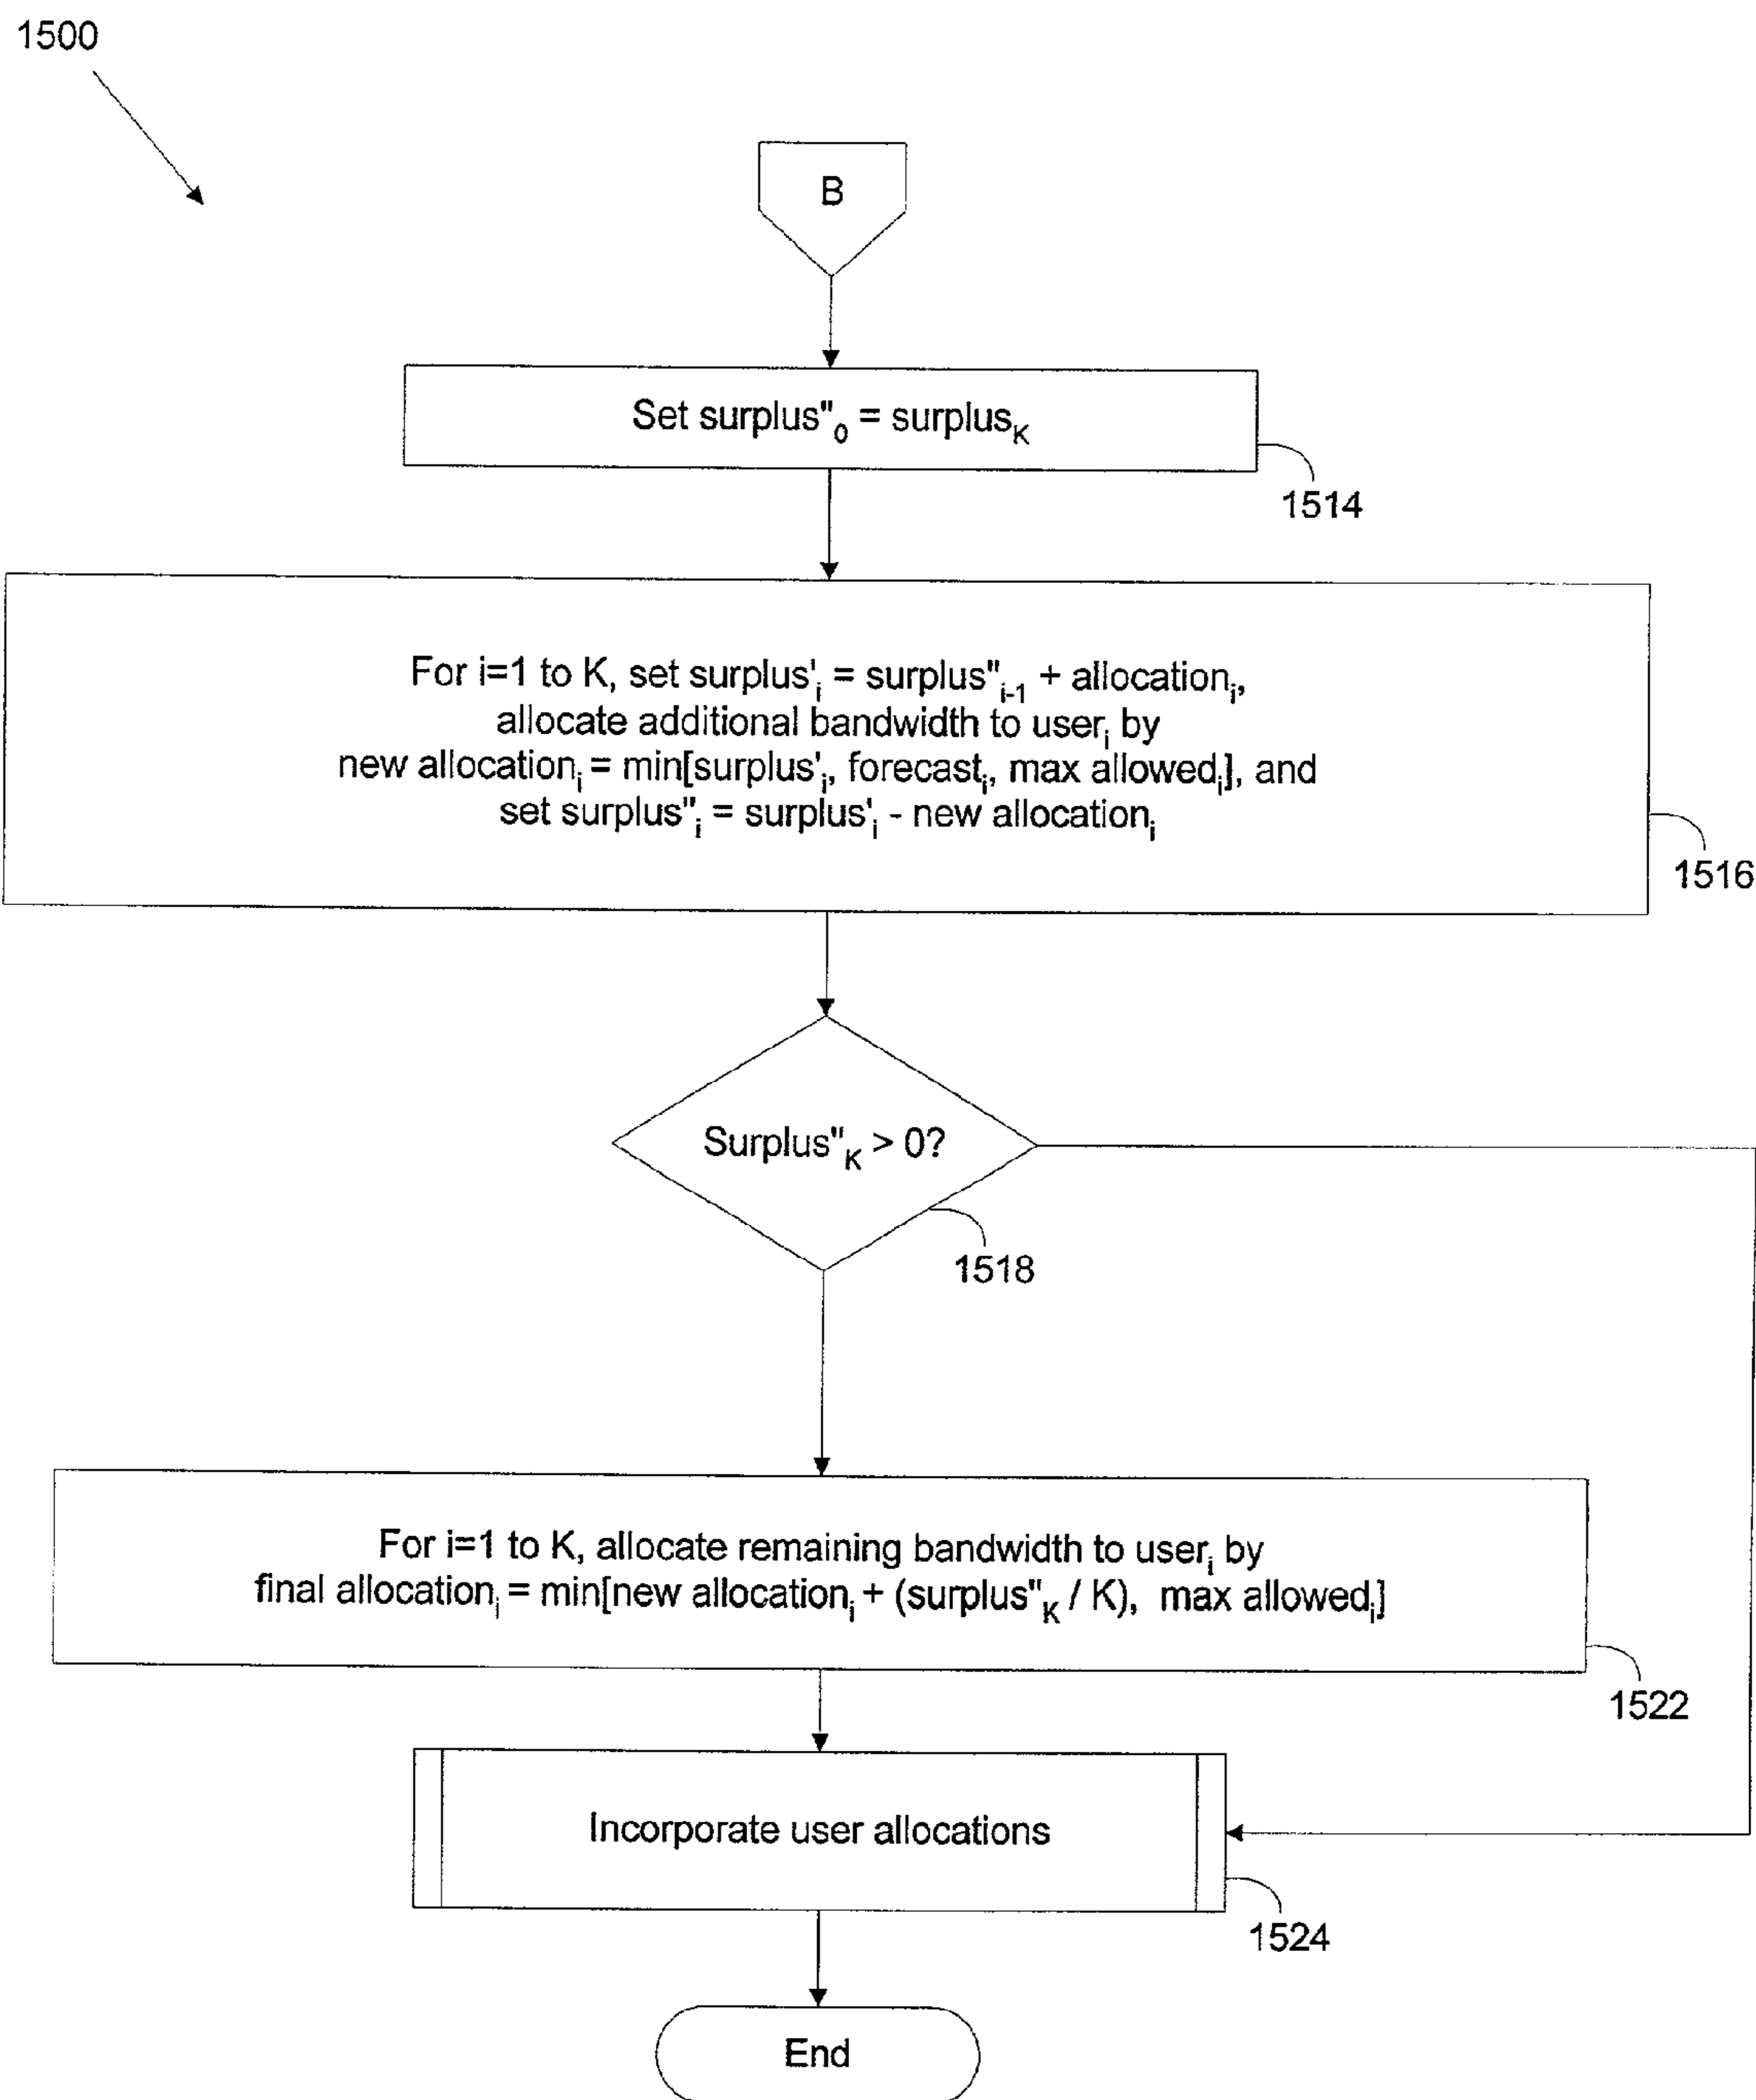 1500
B
Set surplus"₀ = surplusₖ
1514
For i=1 to K, set surplus'ᵢ = surplus"ᵢ₋₁ + allocationᵢ,
allocate additional bandwidth to userᵢ by
new allocationᵢ = min[surplus'ᵢ, forecastᵢ, max allowedᵢ], and
set surplus"ᵢ = surplus'ᵢ - new allocationᵢ
1516
Surplus"ₖ > 0?
1518
For i=1 to K, allocate remaining bandwidth to userᵢ by
final allocationᵢ = min[new allocationᵢ + (surplus"ₖ / K), max allowedᵢ]
1522
Incorporate user allocations
1524
End